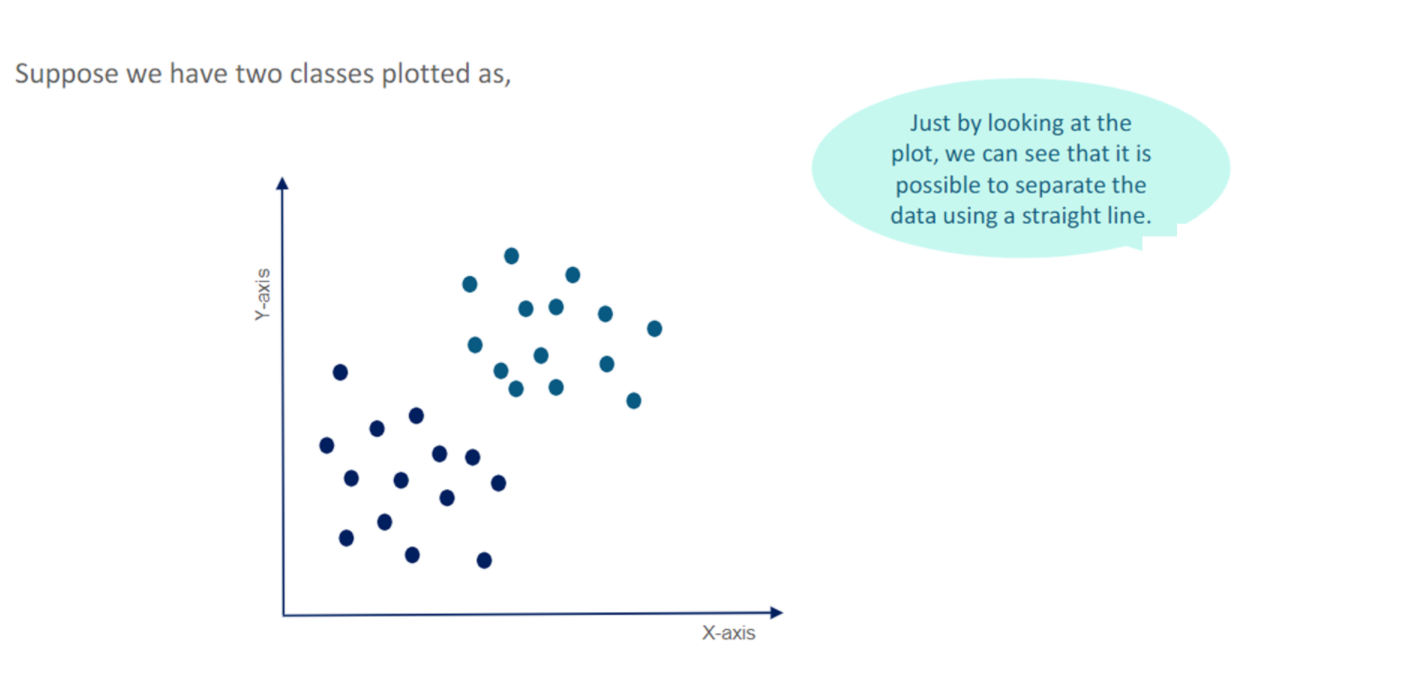 Suppose we have two classes plotted as,
Just by looking at the
plot, we can see that it is
possible to separate the
data using a straight line.
Y-axis
X-axis